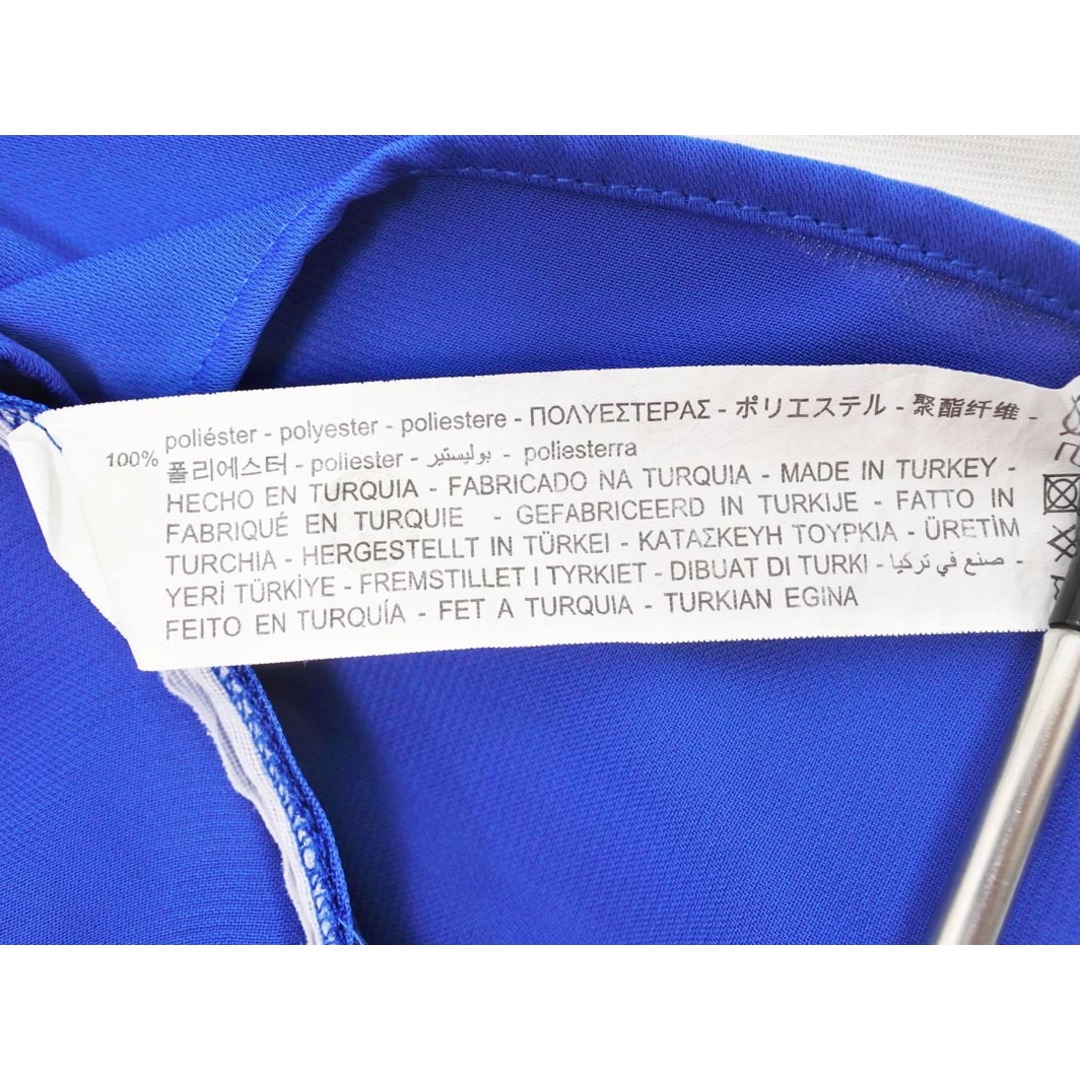 100% poliéster - polyester - poliestere - ΠΟΛΥΕΣΤΕΡΑΣ - ポリエステル - 聚酯纤维 -
폴리에스터 - poliester - بوليستير - poliesterra
HECHO EN TURQUIA - FABRICADO NA TURQUIA - MADE IN TURKEY -
FABRIQUÉ EN TURQUIE - GEFABRICEERD IN TURKIJE - FATTO IN
TURCHIA - HERGESTELLT IN TÜRKEI - ΚΑΤΑΣΚΕΥΗ ΤΟΥΡΚΙΑ - ÜRETİM
YERİ TÜRKİYE - FREMSTILLET I TYRKIET - DIBUAT DI TURKI - صنع في تركيا -
FEITO EN TURQUÍA - FET A TURQUIA - TURKIAN EGINA